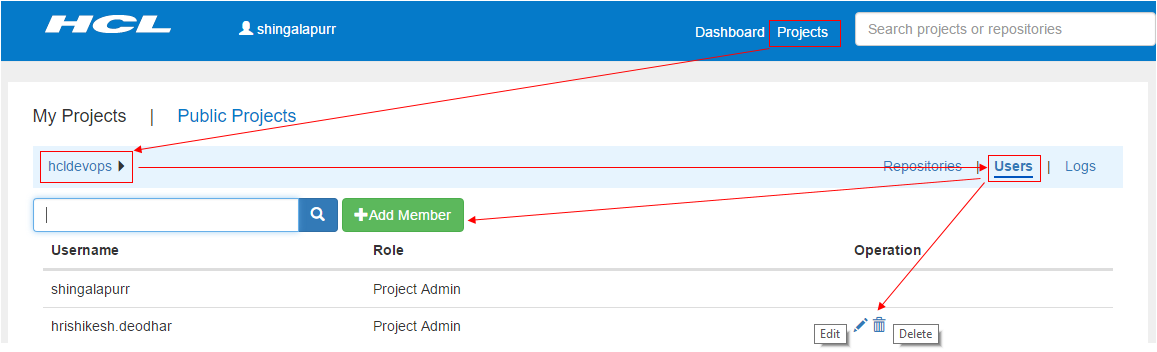 HCL shingalapurr Dashboard Projects Search projects or repositories
My Projects | Public Projects
hcldevops Repositories | Users | Logs
Add Member
Username Role Operation
shingalapurr Project Admin
hrishikesh.deodhar Project Admin Edit Delete